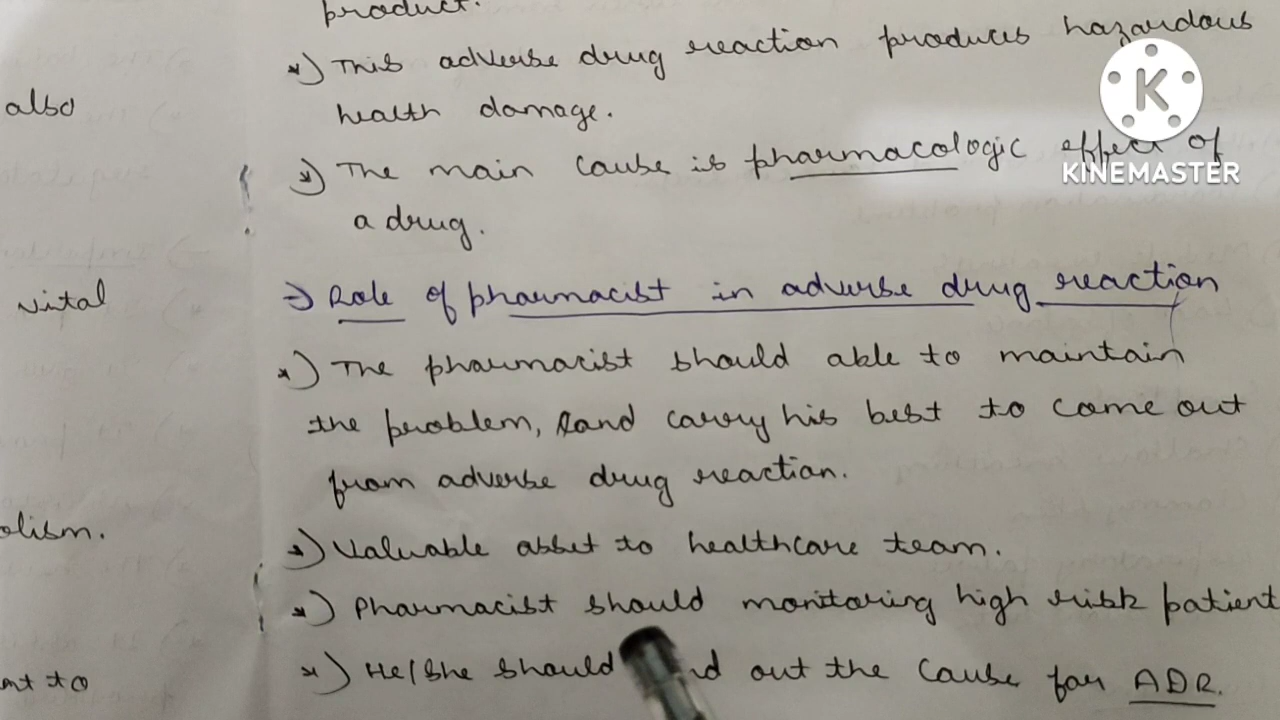 product.
*) This adverse drug reaction produces hazardous
health damage.
*) The main cause is pharmacologic effect of
a drug.
→ Role of pharmacist in adverse drug reaction
*) The pharmacist should able to maintain
the problem, and carry his best to come out
from adverse drug reaction.
*) Valuable asset to healthcare team.
*) Pharmacist should monitoring high risk patient
*) He/She should out the cause for ADR.
also
vital
olism.
to
K
KINEMASTER